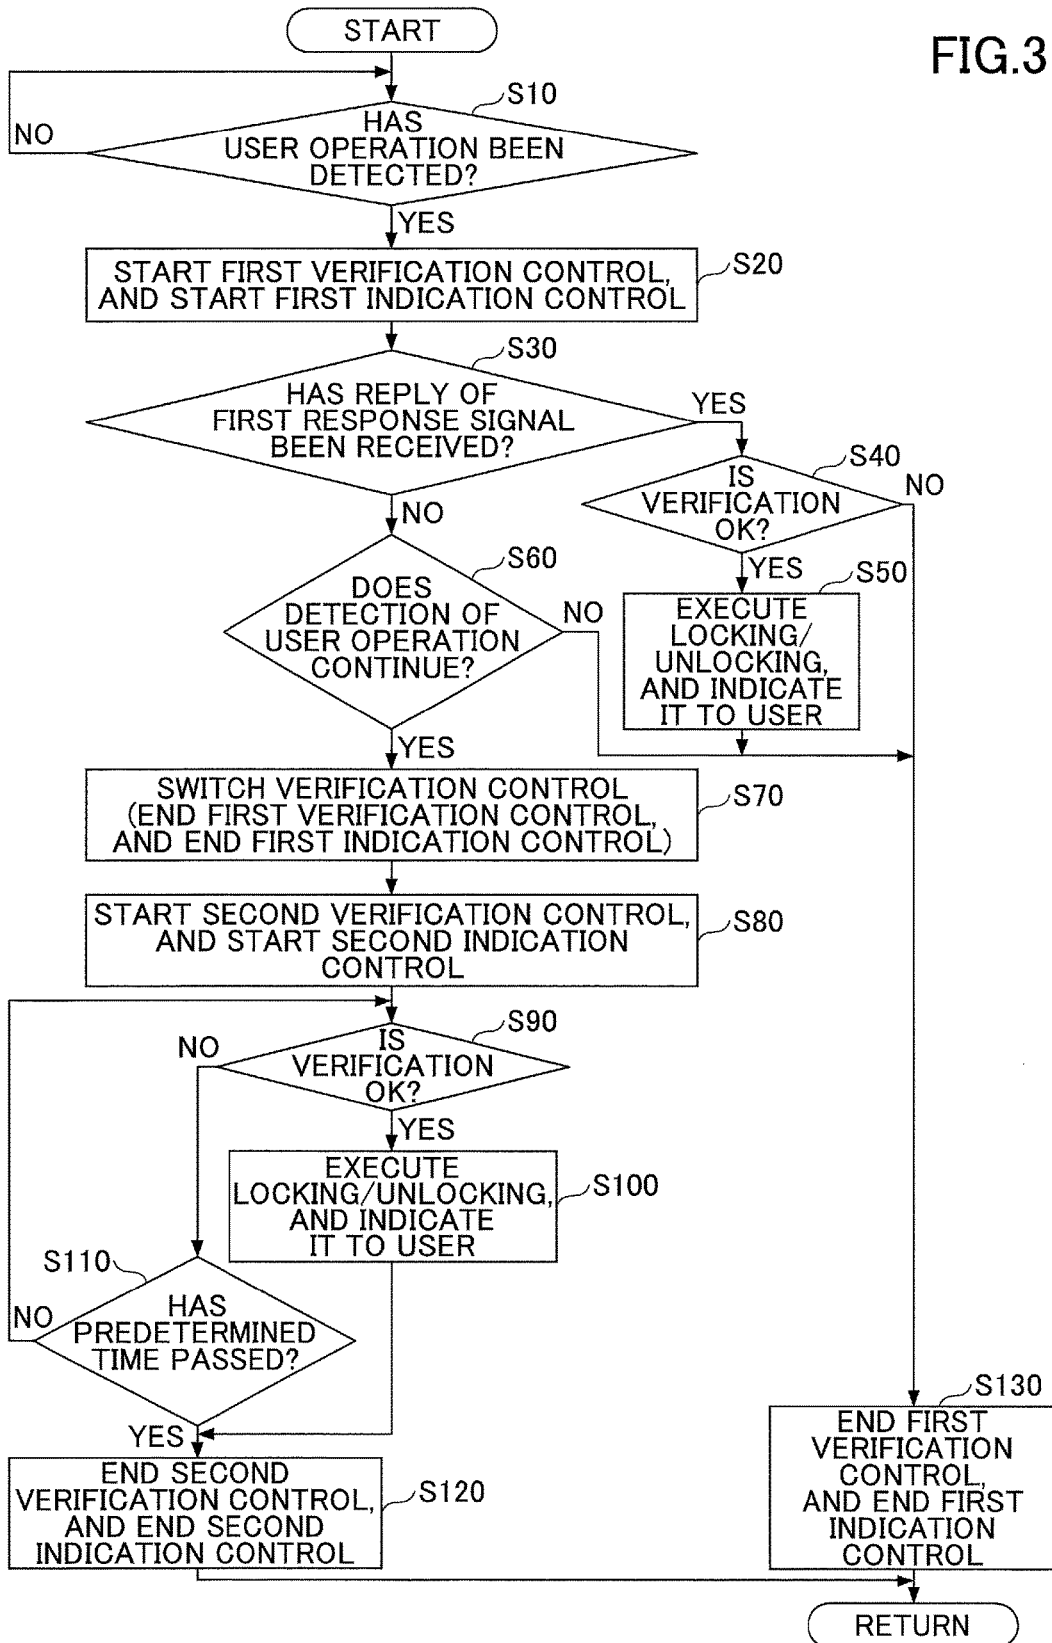 START
FIG.3
S10
NO
HAS
USER OPERATION BEEN
DETECTED?
YES
START FIRST VERIFICATION CONTROL,
AND START FIRST INDICATION CONTROL
S20
S30
HAS REPLY OF
FIRST RESPONSE SIGNAL
BEEN RECEIVED?
YES
S40
IS
VERIFICATION
OK?
NO
NO
YES
S50
EXECUTE
LOCKING/
UNLOCKING,
AND INDICATE
IT TO USER
S60
DOES
DETECTION OF
USER OPERATION
CONTINUE?
NO
YES
SWITCH VERIFICATION CONTROL
(END FIRST VERIFICATION CONTROL,
AND END FIRST INDICATION CONTROL)
S70
START SECOND VERIFICATION CONTROL,
AND START SECOND INDICATION
CONTROL
S80
S90
NO
IS
VERIFICATION
OK?
YES
EXECUTE
LOCKING/UNLOCKING,
AND INDICATE
IT TO USER
S100
S110
NO
HAS
PREDETERMINED
TIME PASSED?
YES
END SECOND
VERIFICATION CONTROL,
AND END SECOND
INDICATION CONTROL
S120
S130
END FIRST
VERIFICATION
CONTROL,
AND END FIRST
INDICATION
CONTROL
RETURN